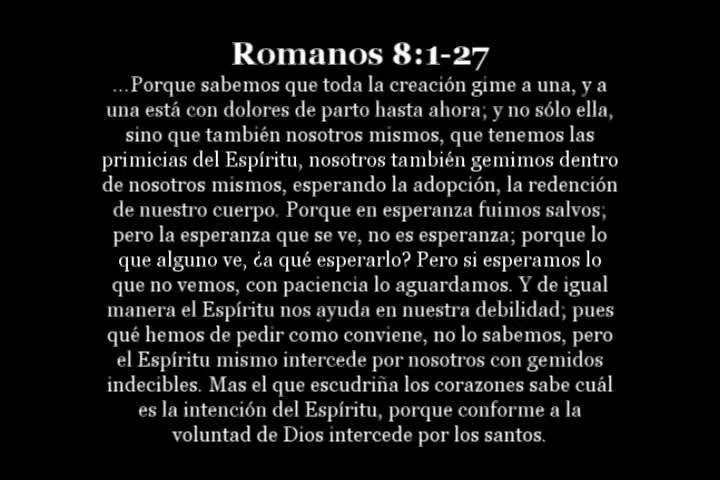 Romanos 8:1-27
...Porque sabemos que toda la creación gime a una, y a
una está con dolores de parto hasta ahora; y no sólo ella,
sino que también nosotros mismos, que tenemos las
primicias del Espíritu, nosotros también gemimos dentro
de nosotros mismos, esperando la adopción, la redención
de nuestro cuerpo. Porque en esperanza fuimos salvos;
pero la esperanza que se ve, no es esperanza; porque lo
que alguno ve, ¿a qué esperarlo? Pero si esperamos lo
que no vemos, con paciencia lo aguardamos. Y de igual
manera el Espíritu nos ayuda en nuestra debilidad; pues
qué hemos de pedir como conviene, no lo sabemos, pero
el Espíritu mismo intercede por nosotros con gemidos
indecibles. Mas el que escudriña los corazones sabe cuál
es la intención del Espíritu, porque conforme a la
voluntad de Dios intercede por los santos.